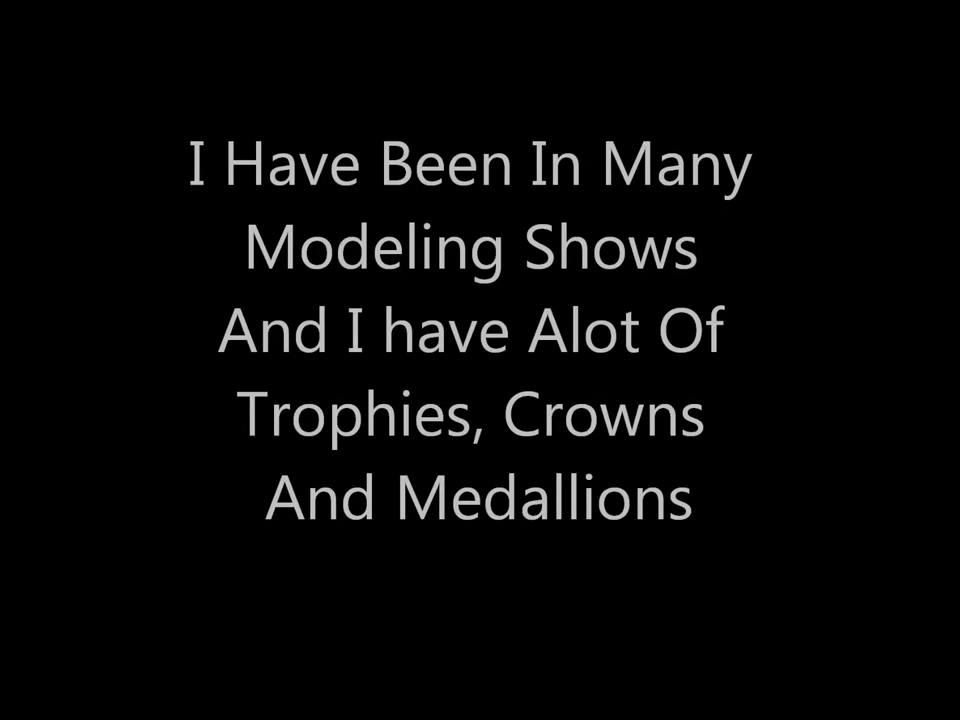 I Have Been In Many
Modeling Shows
And I have Alot Of
Trophies, Crowns
And Medallions